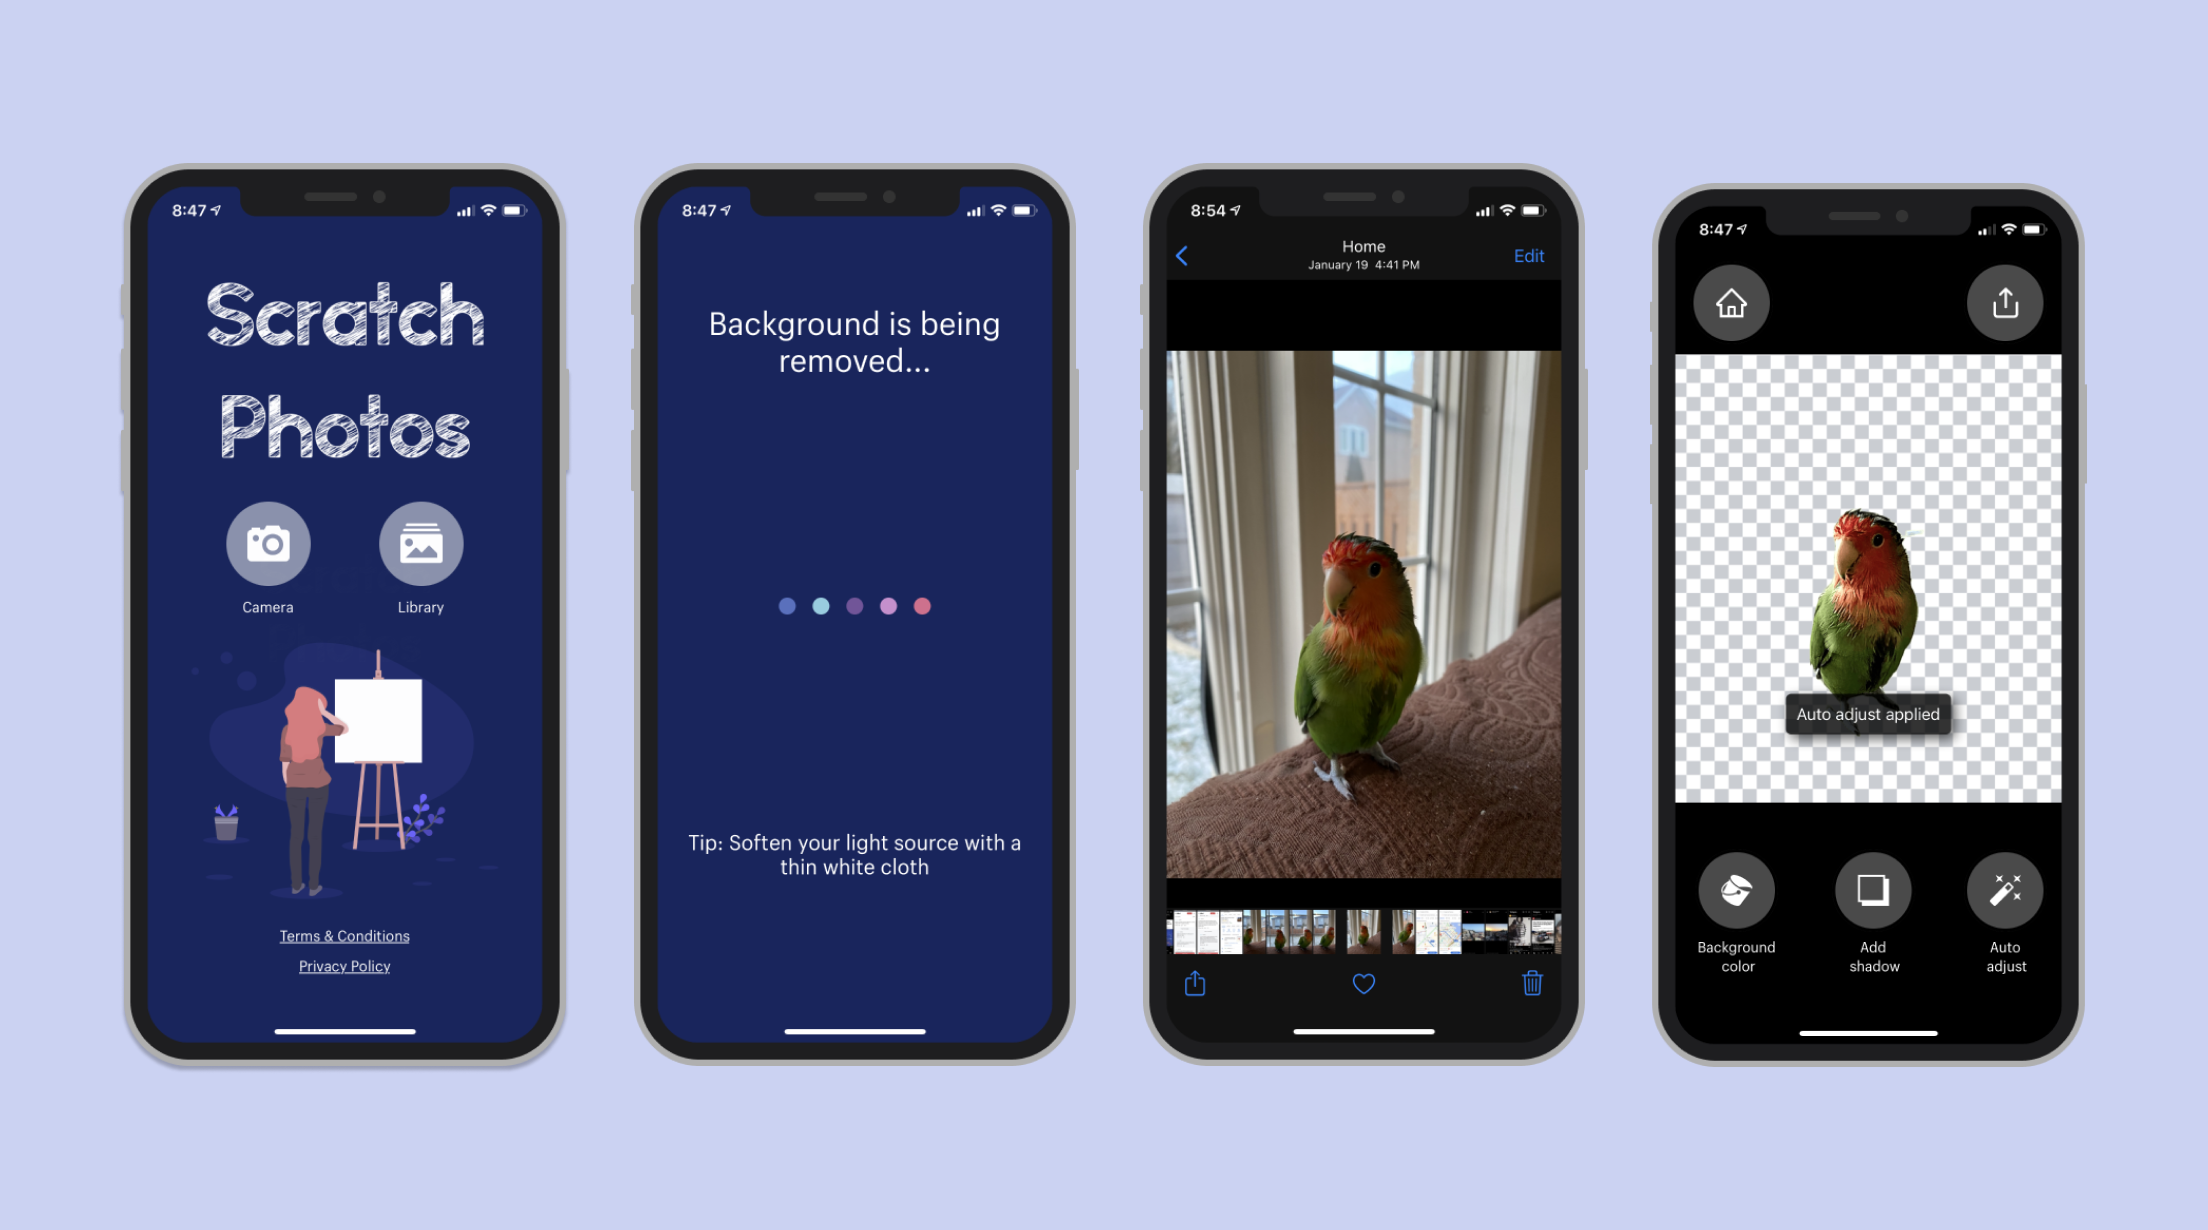 8:47
Scratch
Photos
Camera
Library
Terms & Conditions
Privacy Policy
8:47
Background is being
removed...
Tip: Soften your light source with a
thin white cloth
8:54
Home
January 19 4:41 PM
Edit
8:47
Auto adjust applied
Background
color
Add
shadow
Auto
adjust